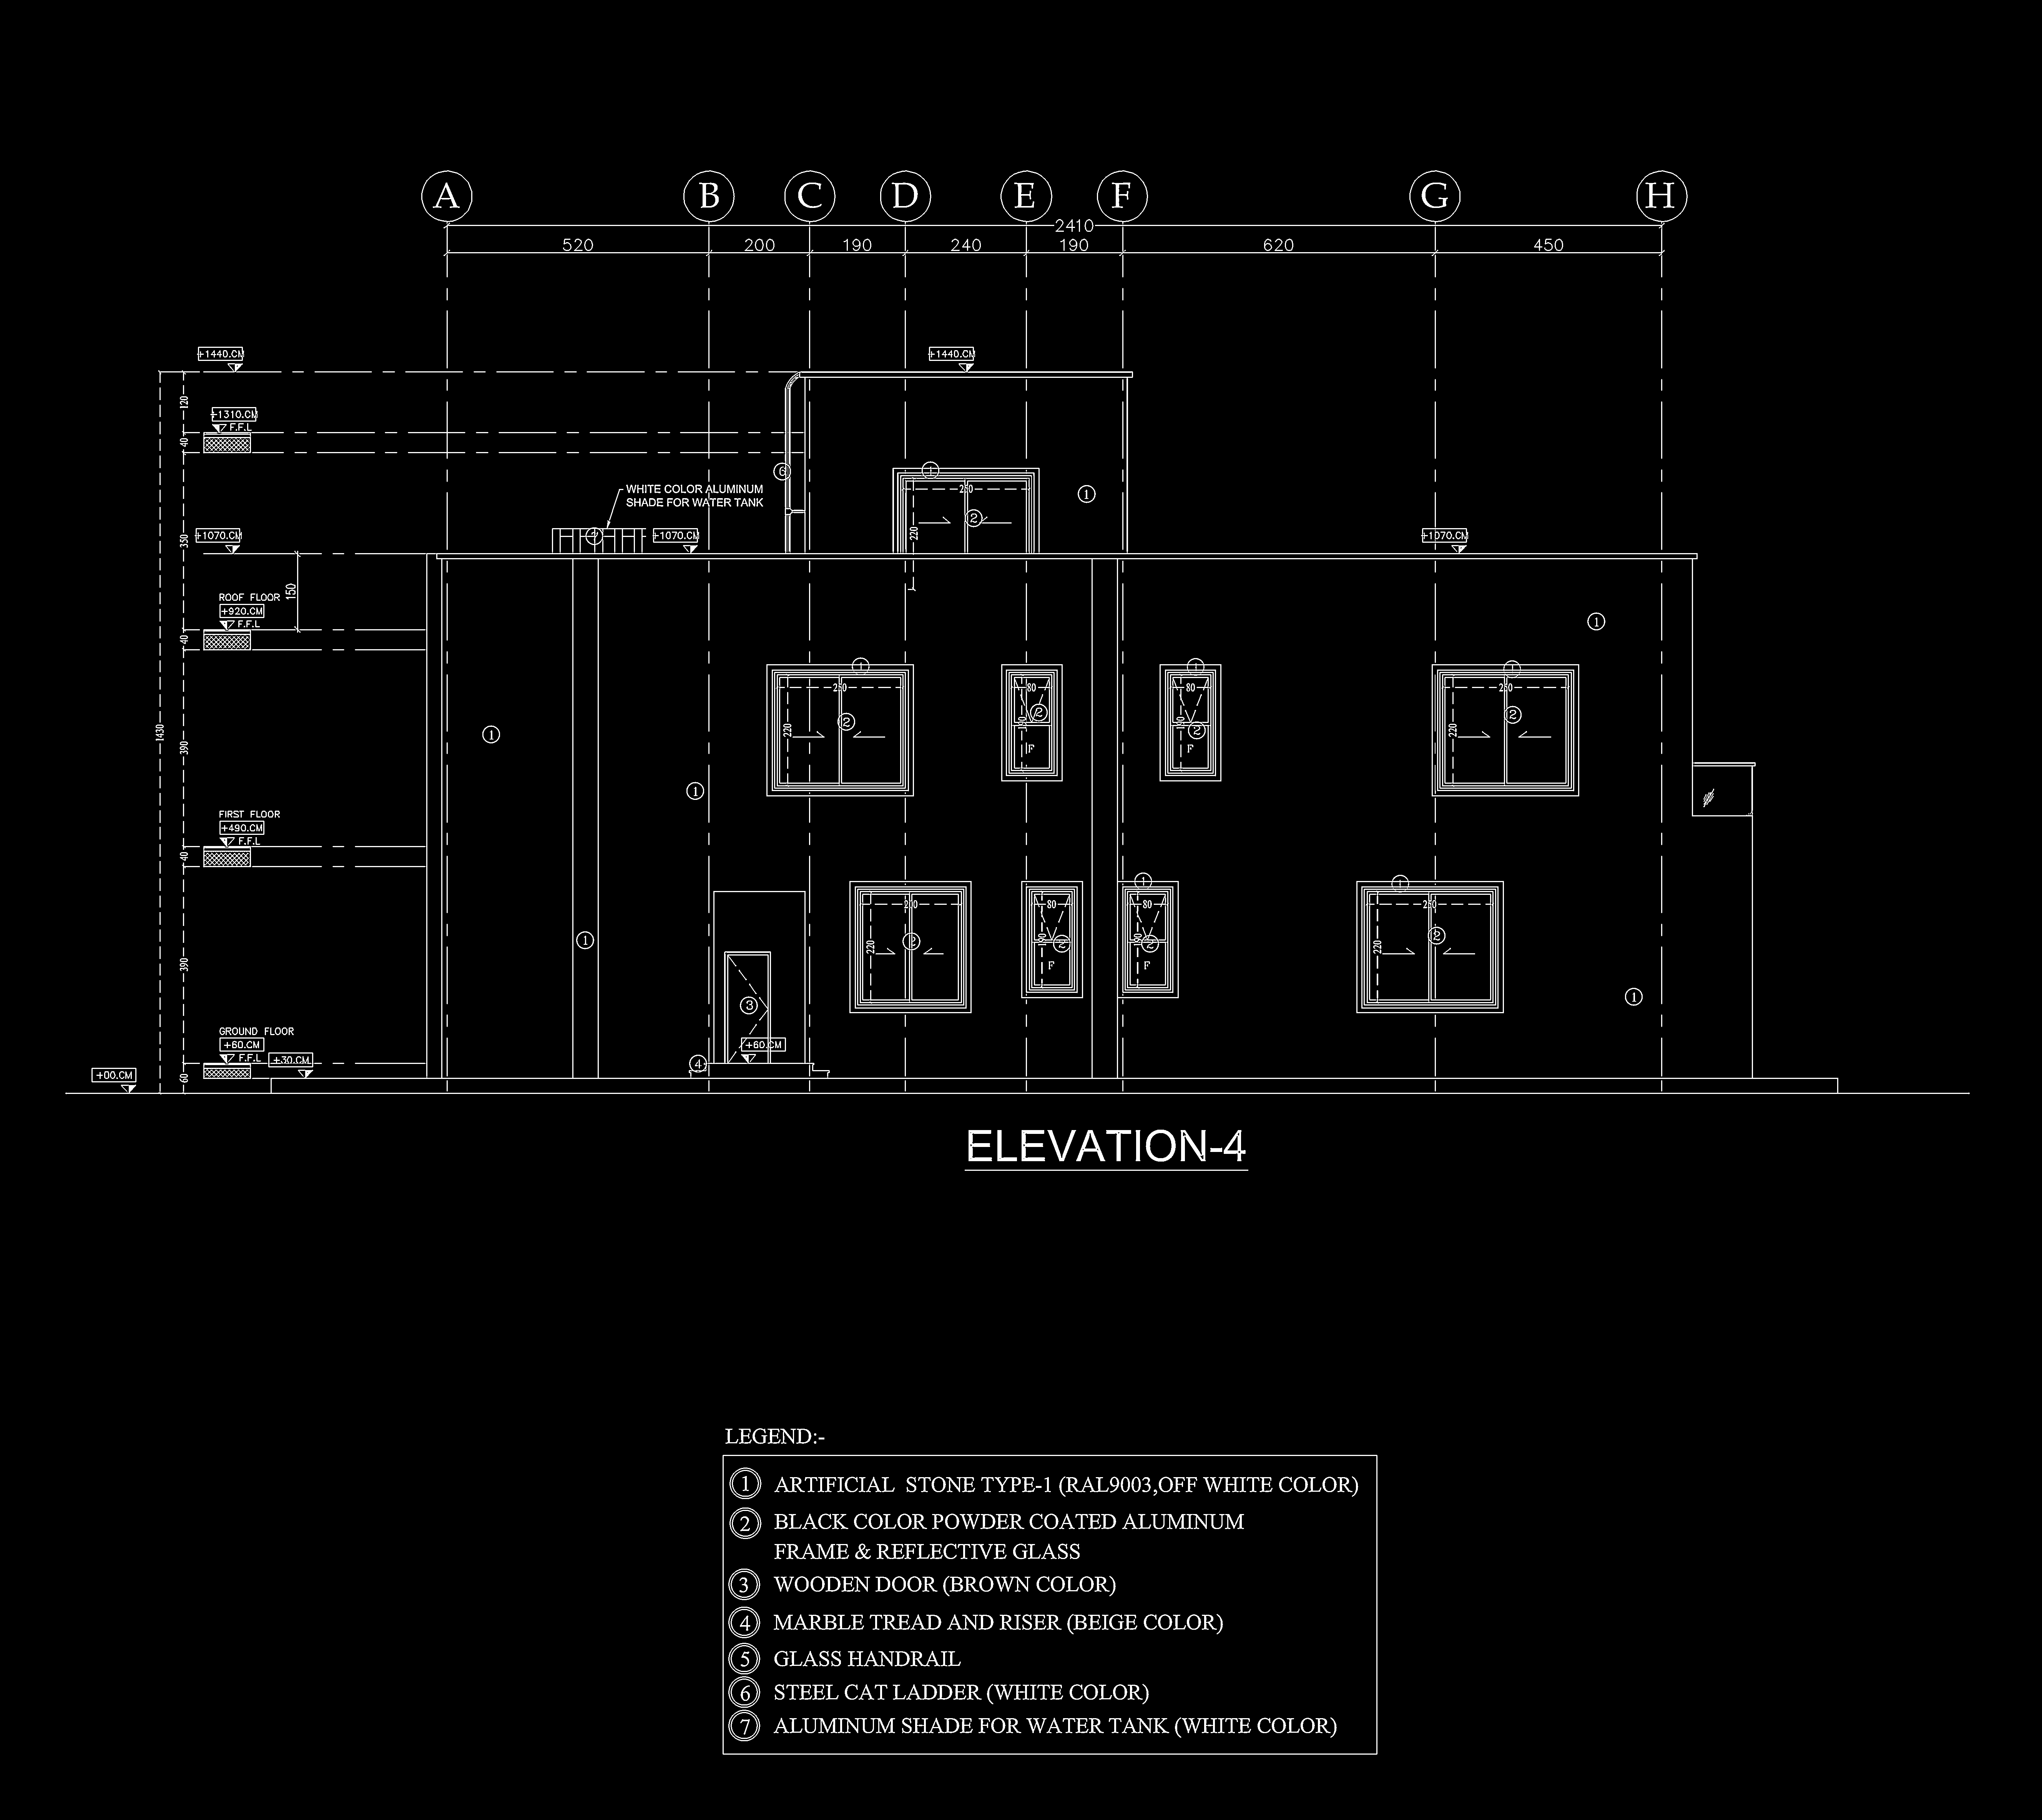 A B C D E F G H
2410
520 200 190 240 190 620 450
+1440.CM
+1440.CM
120
+1310.CM
F.F.L
40
6
1
WHITE COLOR ALUMINUM
SHADE FOR WATER TANK
1
2
220
7
350
+1070.CM
+1070.CM
+1070.CM
150
ROOF FLOOR
+920.CM
F.F.L
40
1
1
1
1
80
80
2
2
2
2
220
220
F
F
1430
390
1
1
FIRST FLOOR
+490.CM
F.F.L
40
1
1
80
80
2
2
2
2
220
220
F
F
390
1
1
3
GROUND FLOOR
+60.CM
F.F.L
+30.CM
60
+00.CM
4
+60.CM
ELEVATION-4
LEGEND:-
1 ARTIFICIAL STONE TYPE-1 (RAL9003,OFF WHITE COLOR)
2 BLACK COLOR POWDER COATED ALUMINUM
FRAME & REFLECTIVE GLASS
3 WOODEN DOOR (BROWN COLOR)
4 MARBLE TREAD AND RISER (BEIGE COLOR)
5 GLASS HANDRAIL
6 STEEL CAT LADDER (WHITE COLOR)
7 ALUMINUM SHADE FOR WATER TANK (WHITE COLOR)